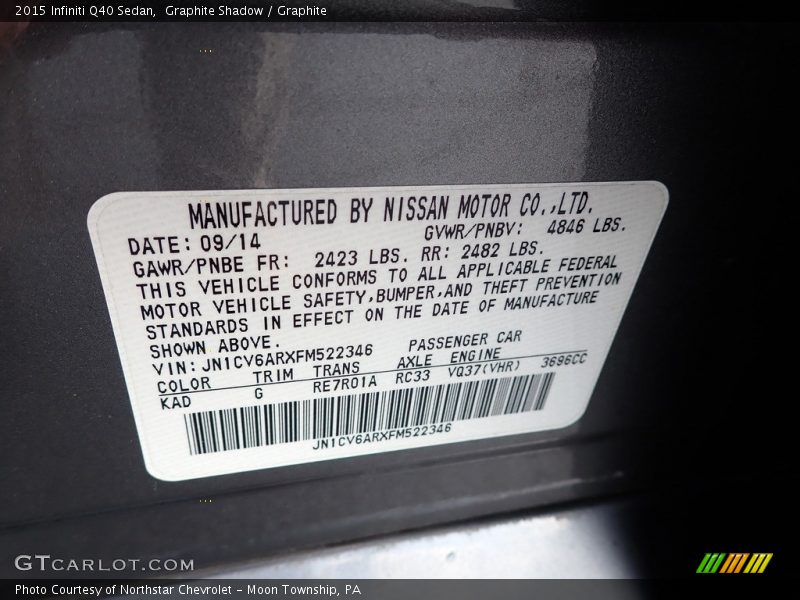 2015 Infiniti Q40 Sedan,  Graphite Shadow / Graphite
MANUFACTURED BY NISSAN MOTOR CO.,LTD.
DATE: 09/14 GVWR/PNBV: 4846 LBS.
GAWR/PNBE FR: 2423 LBS. RR: 2482 LBS.
THIS VEHICLE CONFORMS TO ALL APPLICABLE FEDERAL
MOTOR VEHICLE SAFETY,BUMPER,AND THEFT PREVENTION
STANDARDS IN EFFECT ON THE DATE OF MANUFACTURE
SHOWN ABOVE.
VIN: JN1CV6ARXFM522346 PASSENGER CAR
COLOR TRIM TRANS AXLE ENGINE
KAD G RE7R01A RC33 VQ37(VHR) 3696CC
JN1CV6ARXFM522346
GTCARLOT.COM
Photo Courtesy of Northstar Chevrolet - Moon Township, PA